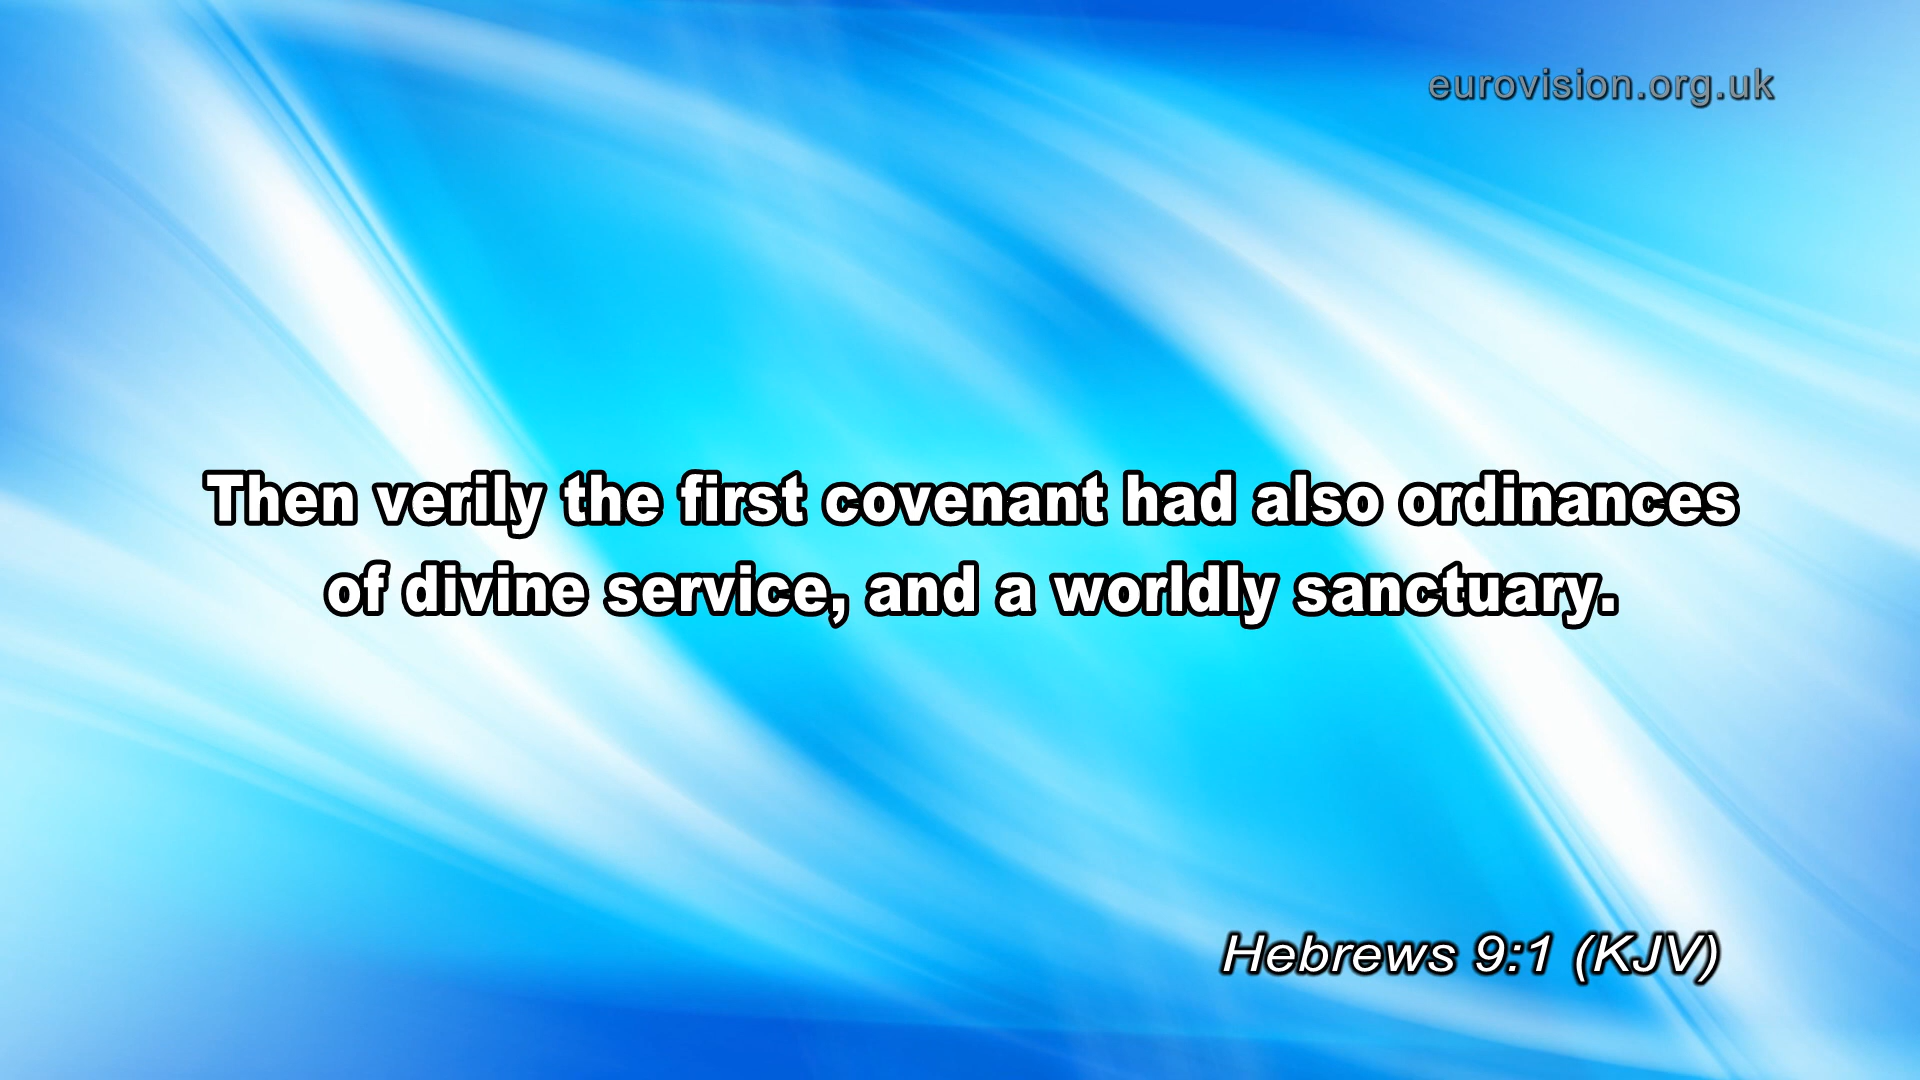 eurovision.org.uk
Then verily the first covenant had also ordinances
of divine service, and a worldly sanctuary.
Hebrews 9:1 (KJV)